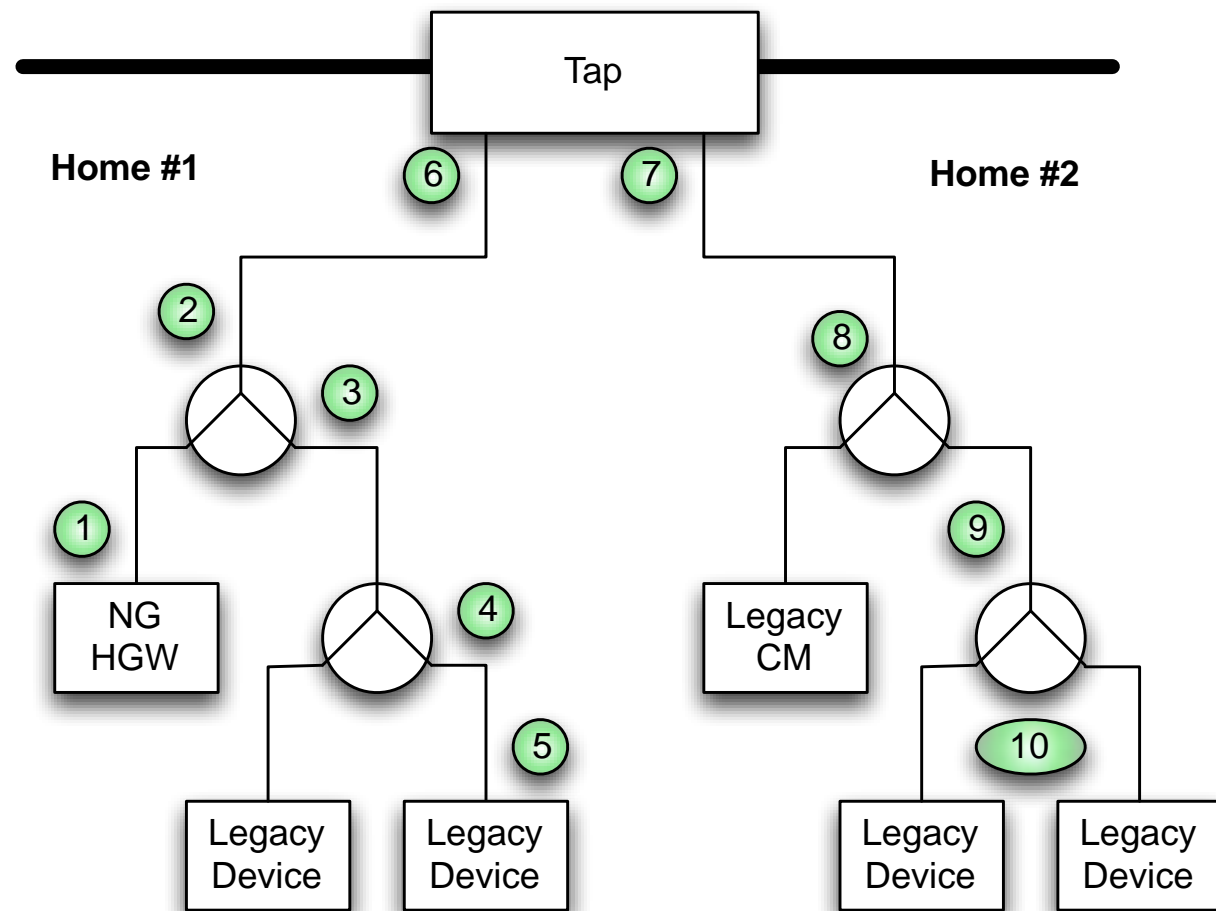 Tap
Home #1
6
7
Home #2
2
8
3
1
9
NG
HGW
4
Legacy
CM
5
10
Legacy
Device
Legacy
Device
Legacy
Device
Legacy
Device